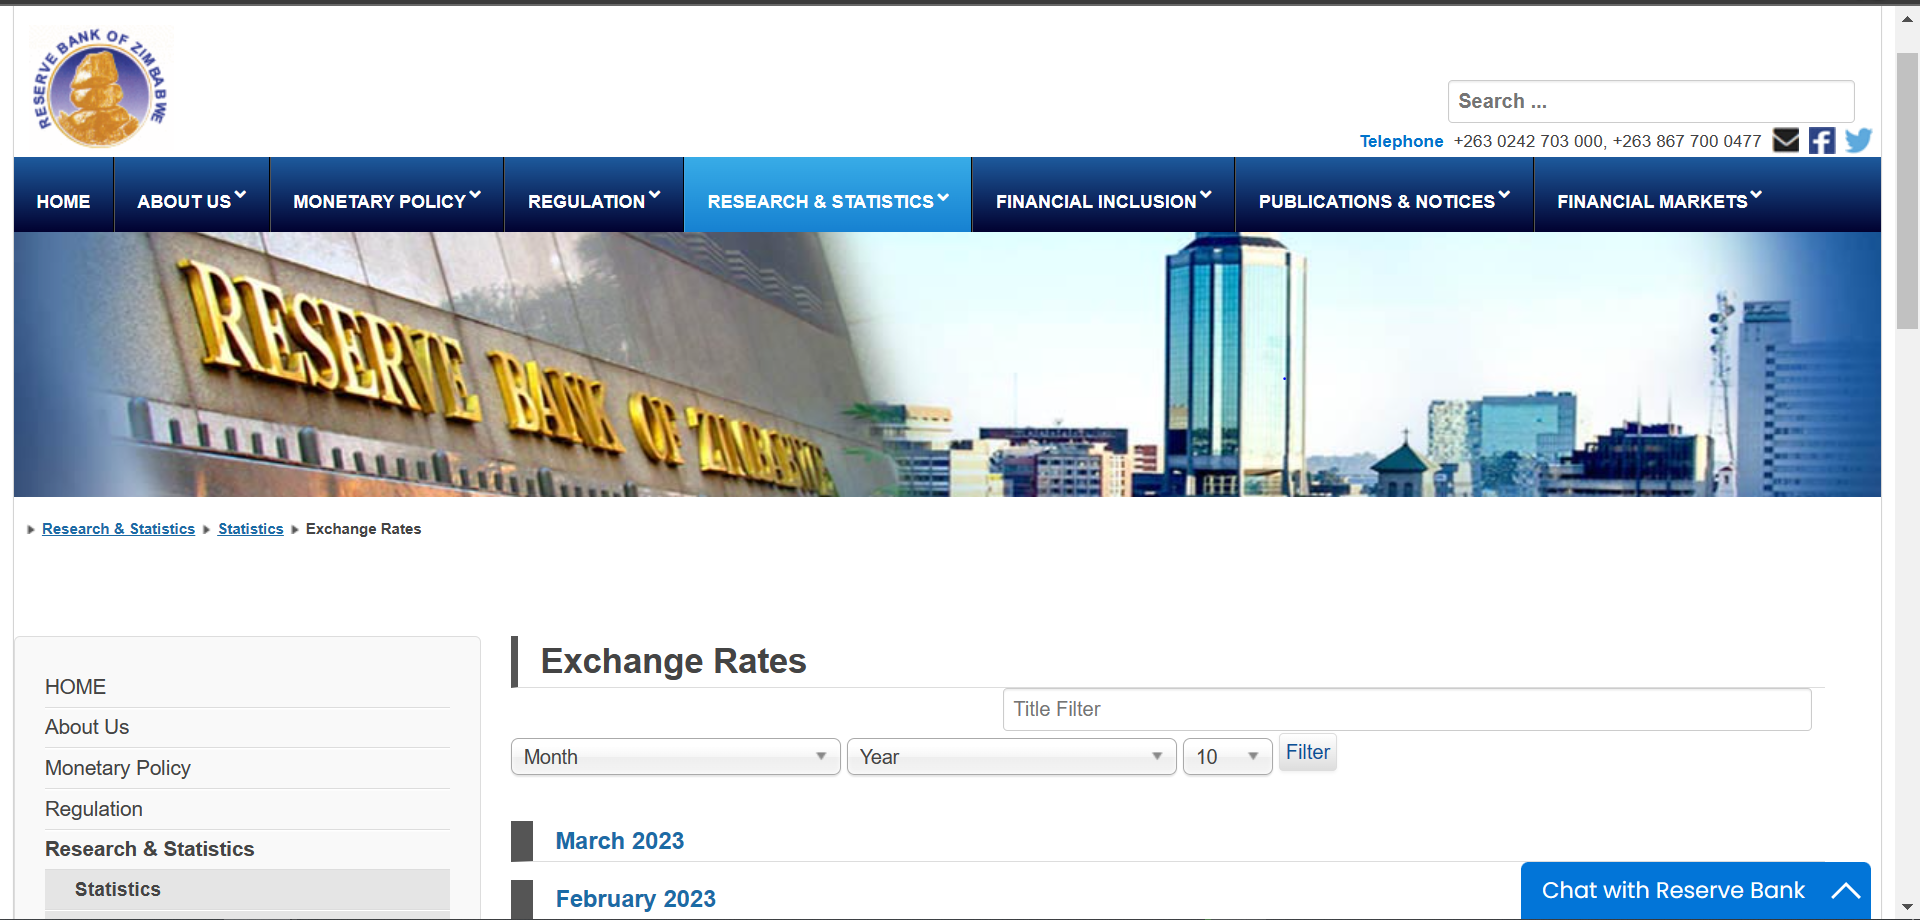 RESERVE BANK OF ZIMBABWE
Search ...
Telephone +263 0242 703 000, +263 867 700 0477
HOME
ABOUT US
MONETARY POLICY
REGULATION
RESEARCH & STATISTICS
FINANCIAL INCLUSION
PUBLICATIONS & NOTICES
FINANCIAL MARKETS
RESERVE BANK OF ZIMBABWE
Research & Statistics Statistics Exchange Rates
HOME
About Us
Monetary Policy
Regulation
Research & Statistics
Statistics
Exchange Rates
Title Filter
Month Year 10 Filter
March 2023
February 2023
Chat with Reserve Bank